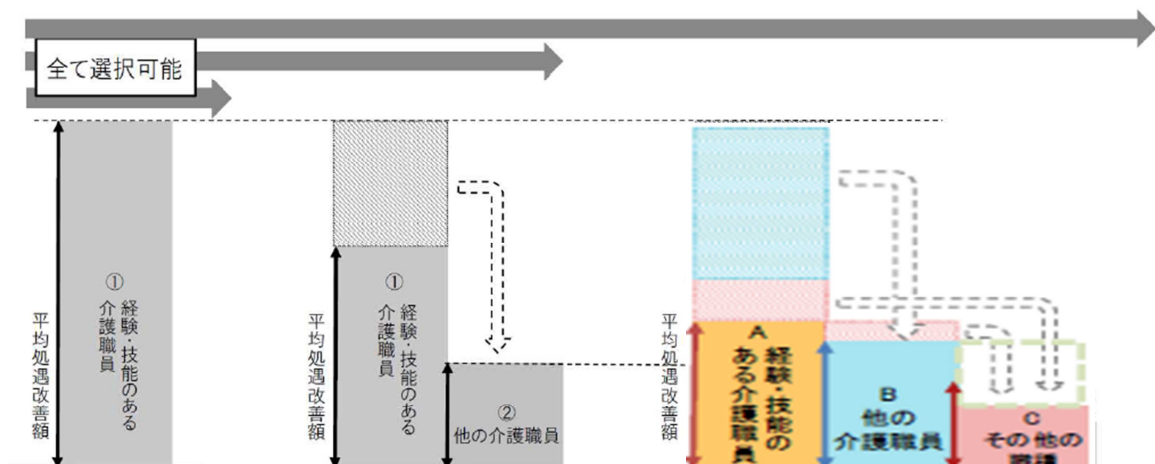 全て選択可能
平均処遇改善額
①
経験・技能のある
介護職員
平均処遇改善額
①
経験・技能のある
介護職員
②
他の介護職員
平均処遇改善額
A
経験・技能の
ある介護職員
B
他の
介護職員
C
その他の
職種